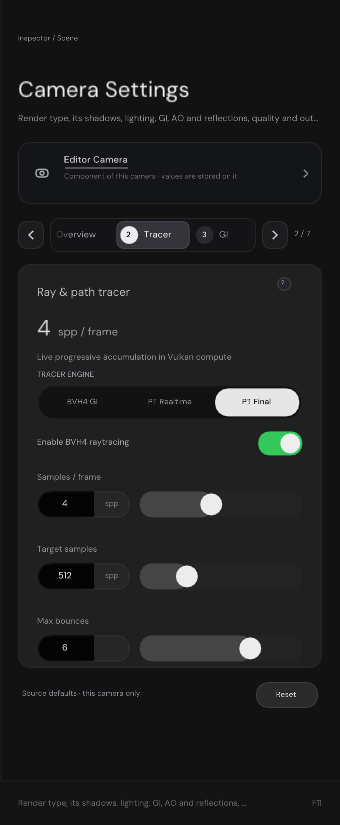 Inspector / Scene
Camera Settings
Render type, its shadows, lighting, GI, AO and reflections, quality and out...
Editor Camera
Component of this camera · values are stored on it
Overview
2 Tracer
3 GI
2 / 7
Ray & path tracer
?
4 spp / frame
Live progressive accumulation in Vulkan compute
TRACER ENGINE
BVH4 GI
PT Realtime
PT Final
Enable BVH4 raytracing
Samples / frame
4 spp
Target samples
512 spp
Max bounces
6
Source defaults · this camera only
Reset
Render type, its shadows, lighting, GI, AO and reflections, ...
F11